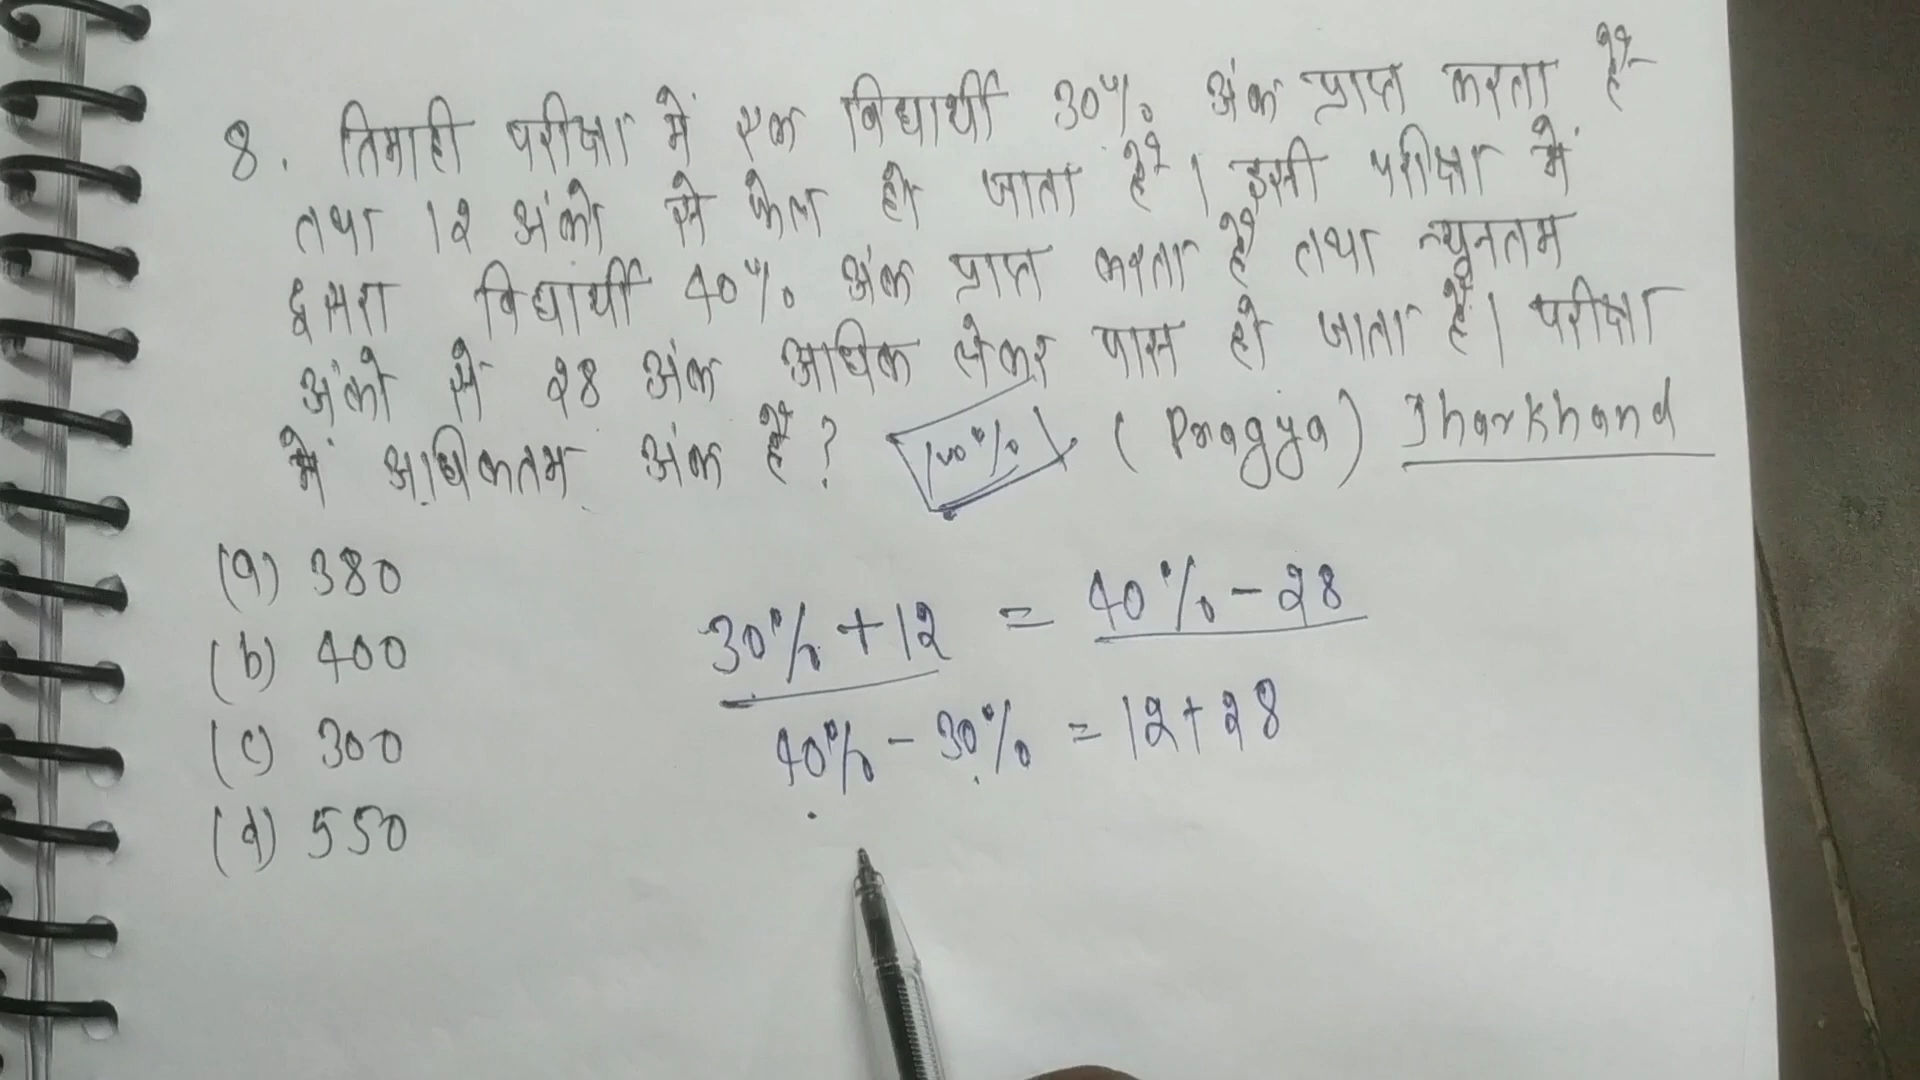 8. तिमाही परीक्षा में एक विद्यार्थी 30% अंक प्राप्त करता है
तथा 12 अंको से फेल हो जाता है। इसी परीक्षा में
दूसरा विद्यार्थी 40% अंक प्राप्त करता है तथा न्यूनतम
अंको से 28 अंक अधिक लेकर पास हो जाता है। परीक्षा
में अधिकतम अंक है? 100% (Pragya) Jharkhand
(a) 380
(b) 400
(c) 300
(d) 550
30% + 12 = 40% - 28
40% - 30% = 12 + 28